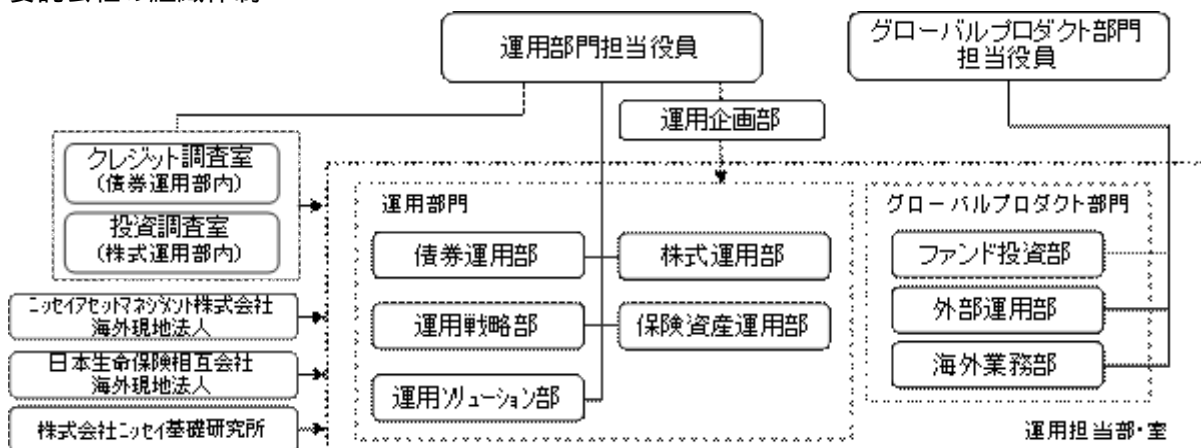 運用部門担当役員
グローバルプロダクト部門
担当役員
運用企画部
クレジット調査室
(債券運用部内)
投資調査室
(株式運用部内)
運用部門
グローバルプロダクト部門
債券運用部
株式運用部
ファンド投資部
ニッセイアセットマネジメント株式会社
海外現地法人
運用戦略部
保険資産運用部
外部運用部
日本生命保険相互会社
海外現地法人
運用ソリューション部
海外業務部
株式会社ニッセイ基礎研究所
運用担当部・室